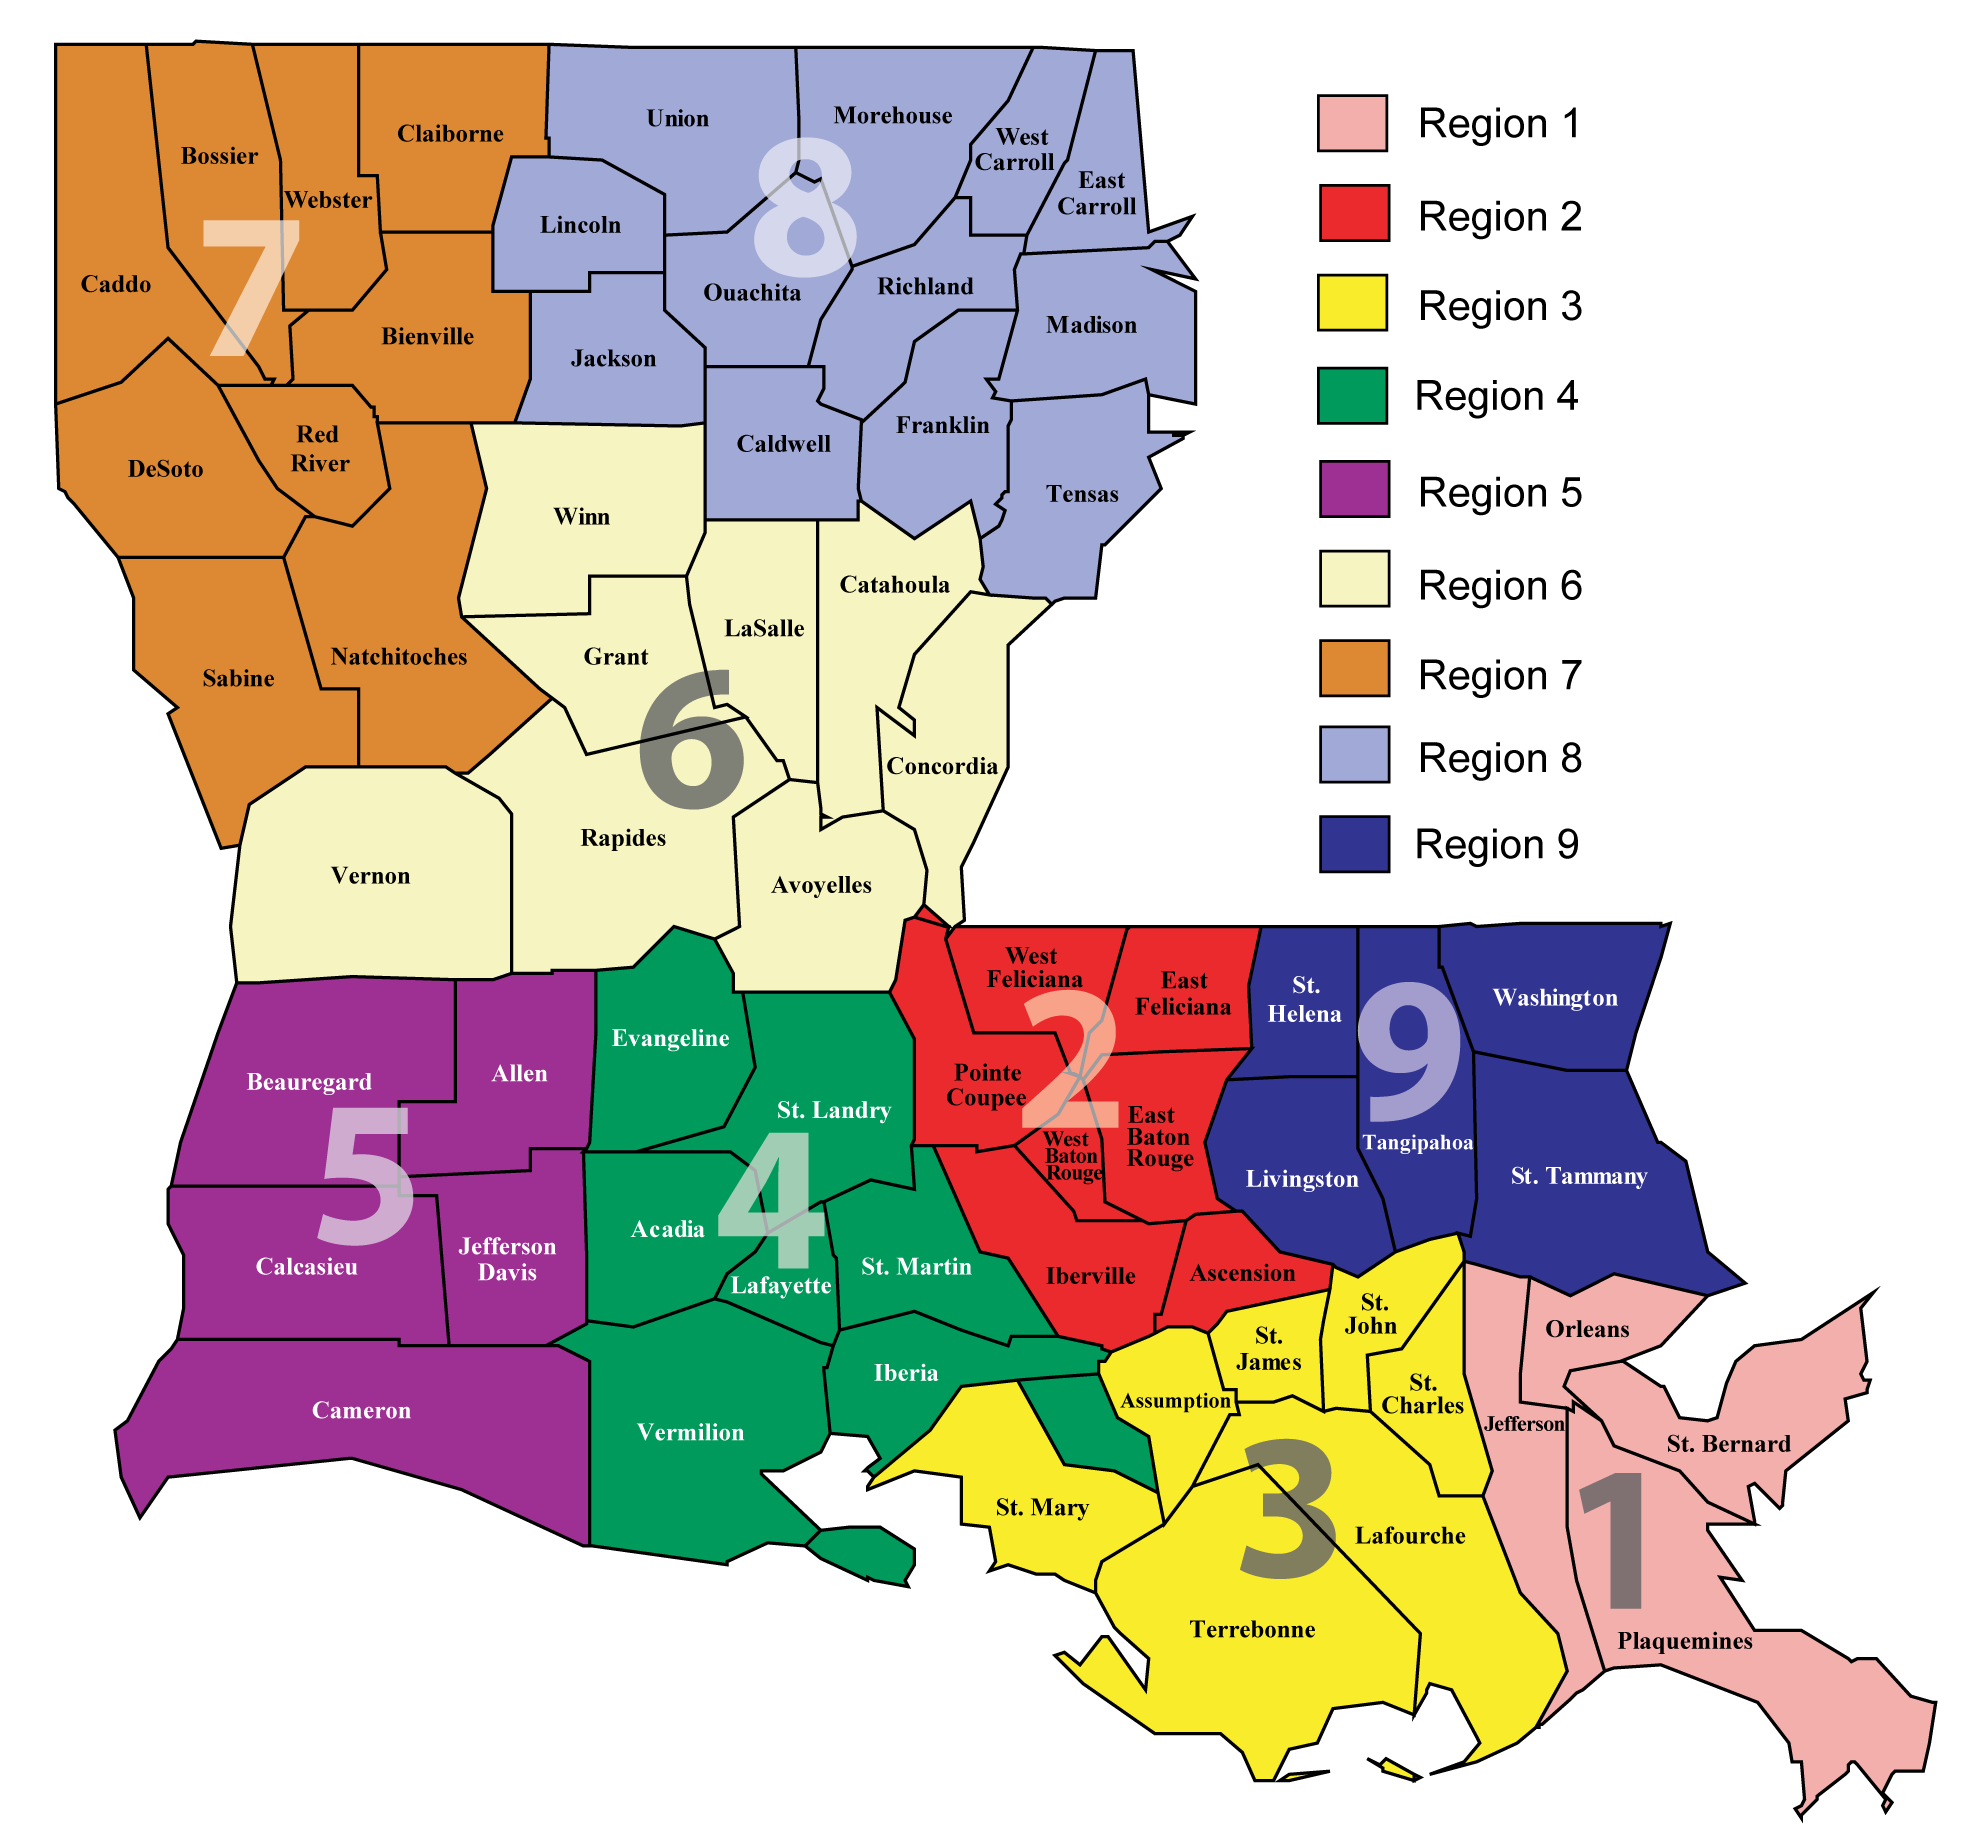 Union
Morehouse
Claiborne
West
Carroll
Bossier
East
Carroll
Webster
Lincoln
8
7
Caddo
Ouachita
Richland
Madison
Bienville
Jackson
Franklin
Red
River
Caldwell
DeSoto
Tensas
Winn
Catahoula
LaSalle
Grant
Natchitoches
Sabine
6
Concordia
Rapides
Vernon
Avoyelles
Region 1
Region 2
Region 3
Region 4
Region 5
Region 6
Region 7
Region 8
Region 9
West
Feliciana
East
Feliciana
St.
Helena
Washington
9
2
Evangeline
Allen
Beauregard
Pointe
Coupee
St. Landry
East
Baton
Rouge
West
Baton
Rouge
Tangipahoa
5
4
Livingston
St. Tammany
Acadia
Jefferson
Davis
Calcasieu
St. Martin
Lafayette
Iberville
Ascension
St.
John
Orleans
St.
James
Iberia
St.
Charles
Assumption
Cameron
Vermilion
Jefferson
St. Bernard
3
1
St. Mary
Lafourche
Terrebonne
Plaquemines